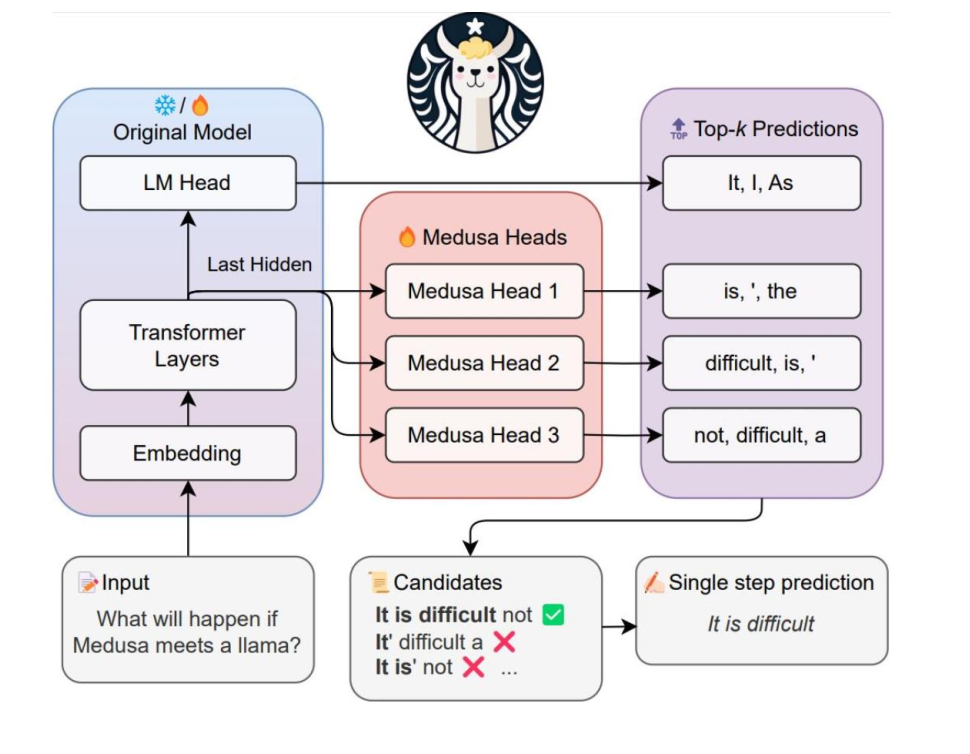 Original Model
LM Head
Last Hidden
Transformer
Layers
Embedding
Medusa Heads
Medusa Head 1
Medusa Head 2
Medusa Head 3
TOP
Top-k Predictions
It, I, As
is, ', the
difficult, is, '
not, difficult, a
Input
What will happen if
Medusa meets a llama?
Candidates
It is difficult not ✅
It' difficult a ❌
It is' not ❌ ...
Single step prediction
It is difficult